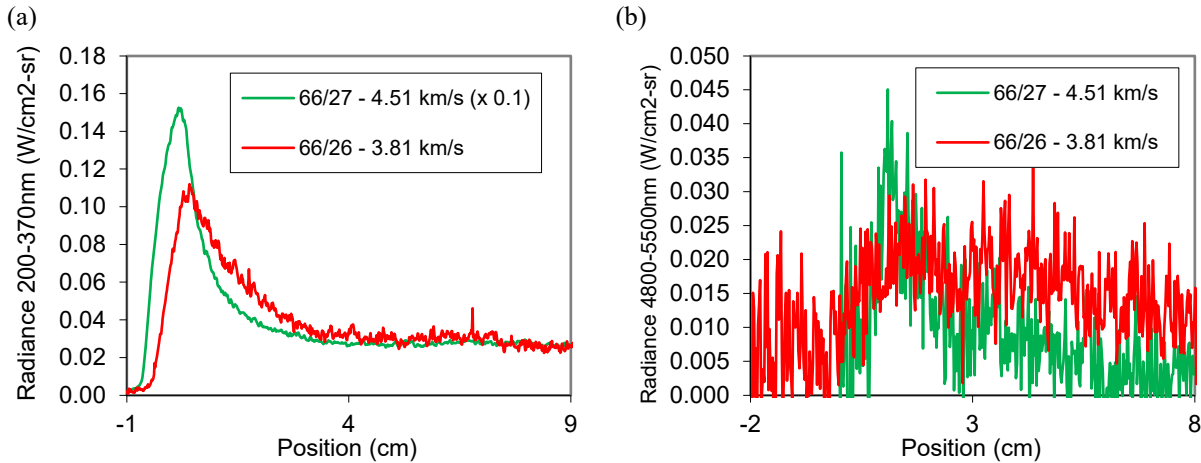 (a)
Radiance 200-370nm (W/cm2-sr)
0.18
0.16
0.14
0.12
0.10
0.08
0.06
0.04
0.02
0.00
66/27 - 4.51 km/s (x 0.1)
66/26 - 3.81 km/s
-1
4
9
Position (cm)
(b)
Radiance 4800-5500nm (W/cm2-sr)
0.050
0.045
0.040
0.035
0.030
0.025
0.020
0.015
0.010
0.005
0.000
66/27 - 4.51 km/s
66/26 - 3.81 km/s
-2
3
8
Position (cm)